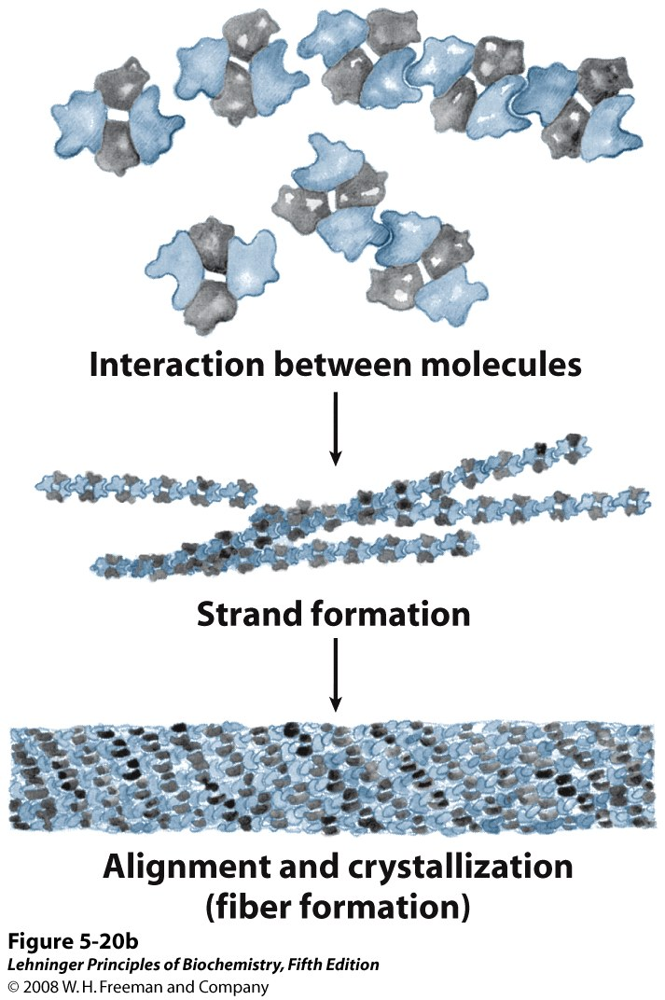 Interaction between molecules
Strand formation
Alignment and crystallization
(fiber formation)
Figure 5-20b
Lehninger Principles of Biochemistry, Fifth Edition
© 2008 W. H. Freeman and Company